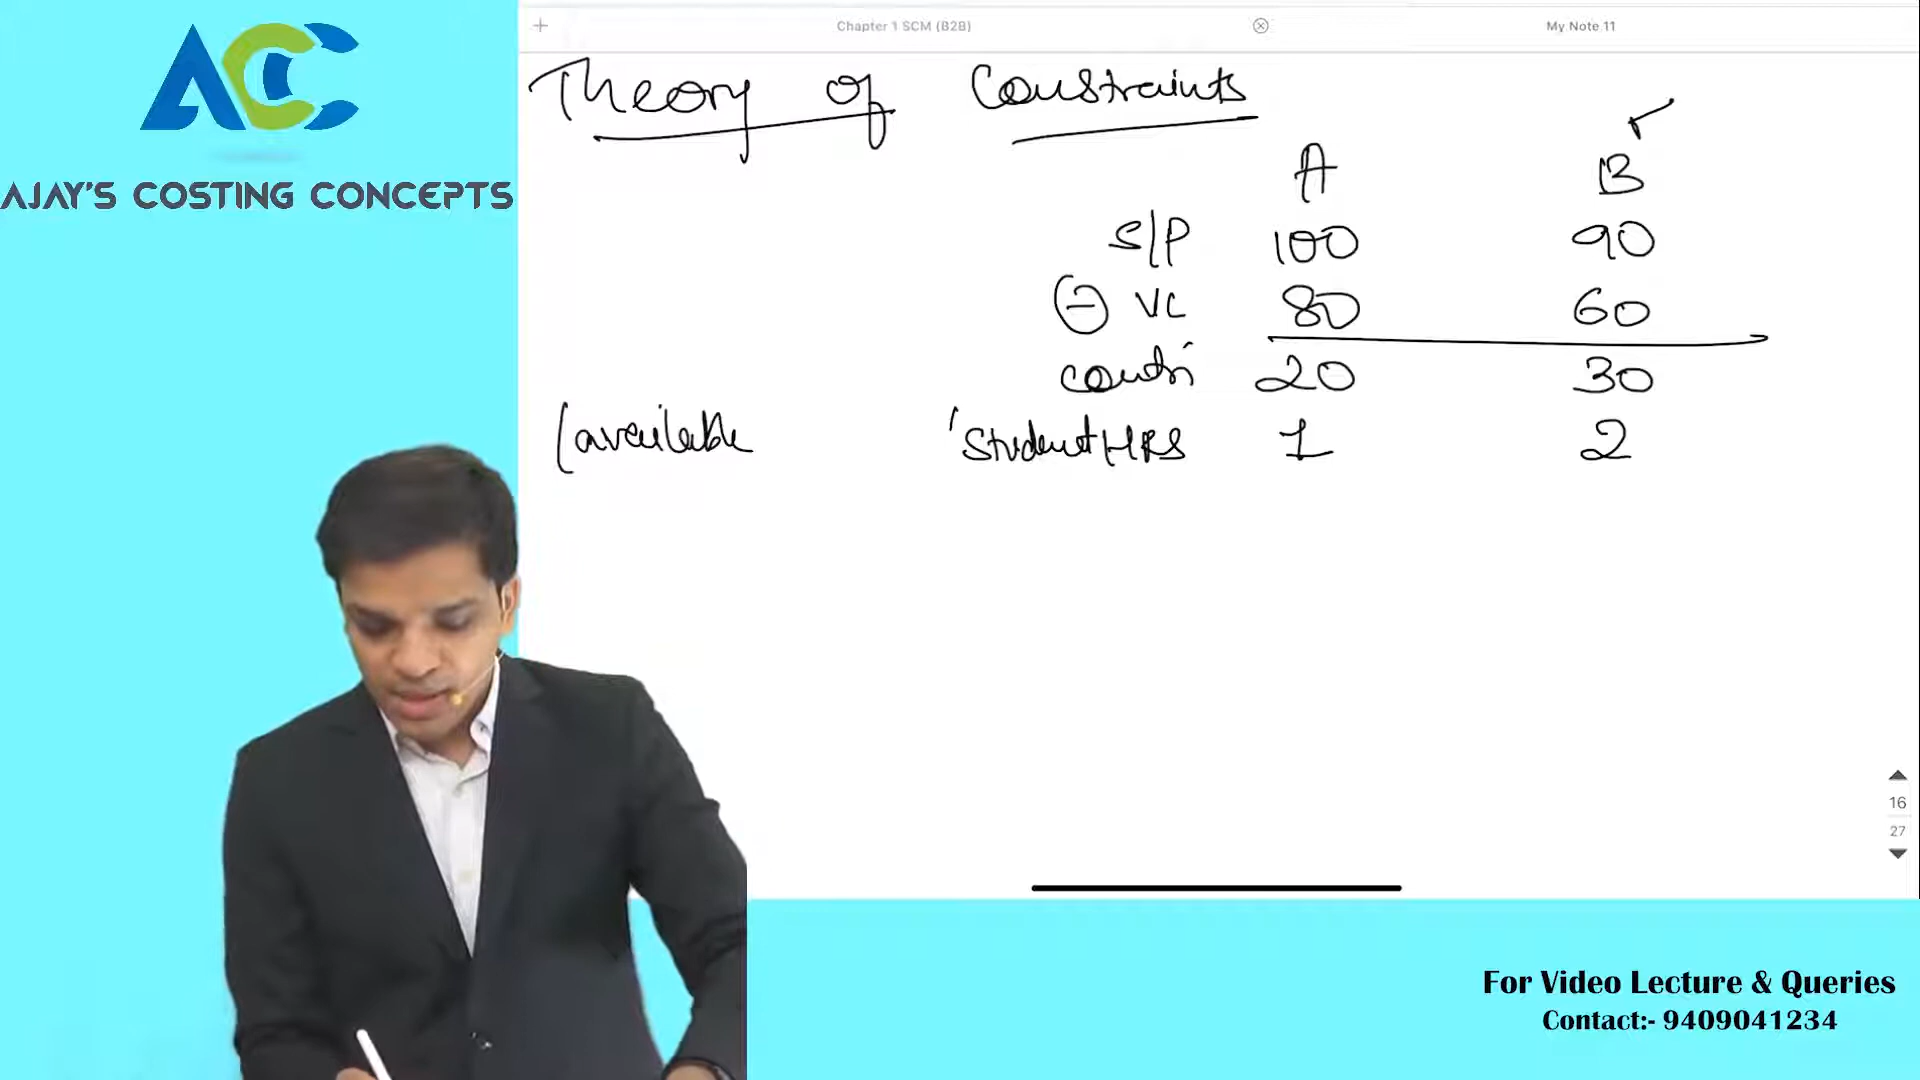 ACC
AJAY'S COSTING CONCEPTS
Chapter 1 SCM (B2B)
My Note 11
Theory of Constraints
A B
S/P 100 90
- VC 80 60
contri 20 30
(available Student HRS 1 2
16
27
For Video Lecture & Queries
Contact:- 9409041234